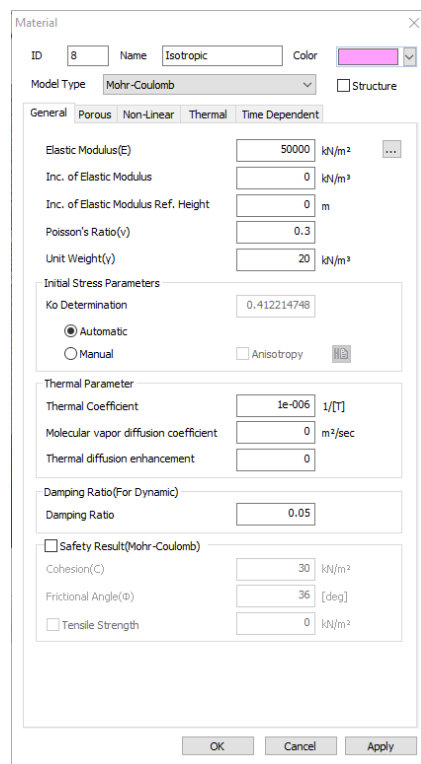 Material
ID 8 Name Isotropic Color
Model Type Mohr-Coulomb Structure
General Porous Non-Linear Thermal Time Dependent
Elastic Modulus(E) 50000 kN/m² ...
Inc. of Elastic Modulus 0 kN/m³
Inc. of Elastic Modulus Ref. Height 0 m
Poisson's Ratio(ν) 0.3
Unit Weight(γ) 20 kN/m³
Initial Stress Parameters
Ko Determination 0.412214748
Automatic
Manual Anisotropy
Thermal Parameter
Thermal Coefficient 1e-006 1/[T]
Molecular vapor diffusion coefficient 0 m²/sec
Thermal diffusion enhancement 0
Damping Ratio(For Dynamic)
Damping Ratio 0.05
Safety Result(Mohr-Coulomb)
Cohesion(C) 30 kN/m²
Frictional Angle(Φ) 36 [deg]
Tensile Strength 0 kN/m²
OK Cancel Apply